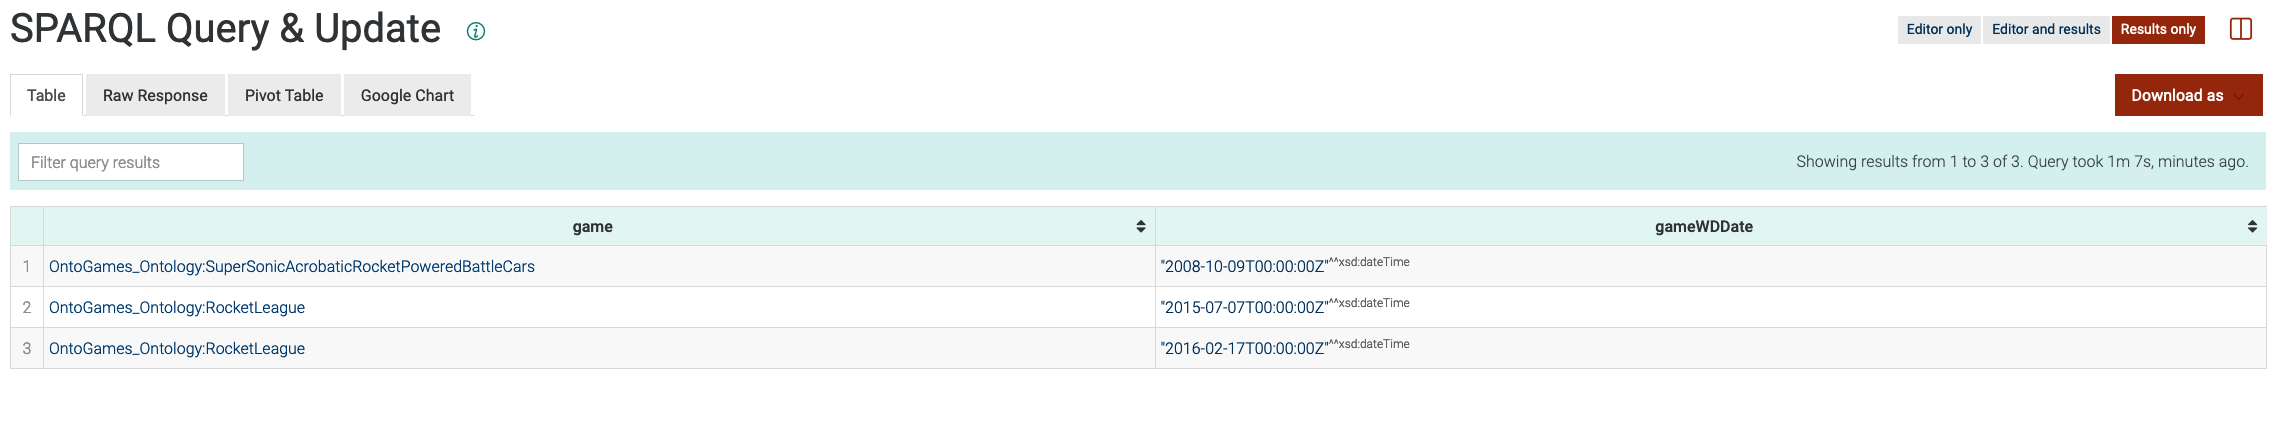 SPARQL Query & Update
Editor only Editor and results Results only
Table Raw Response Pivot Table Google Chart Download as
Filter query results Showing results from 1 to 3 of 3. Query took 1m 7s, minutes ago.
game gameWDDate
1 OntoGames_Ontology:SuperSonicAcrobaticRocketPoweredBattleCars "2008-10-09T00:00:00Z"^^xsd:dateTime
2 OntoGames_Ontology:RocketLeague "2015-07-07T00:00:00Z"^^xsd:dateTime
3 OntoGames_Ontology:RocketLeague "2016-02-17T00:00:00Z"^^xsd:dateTime